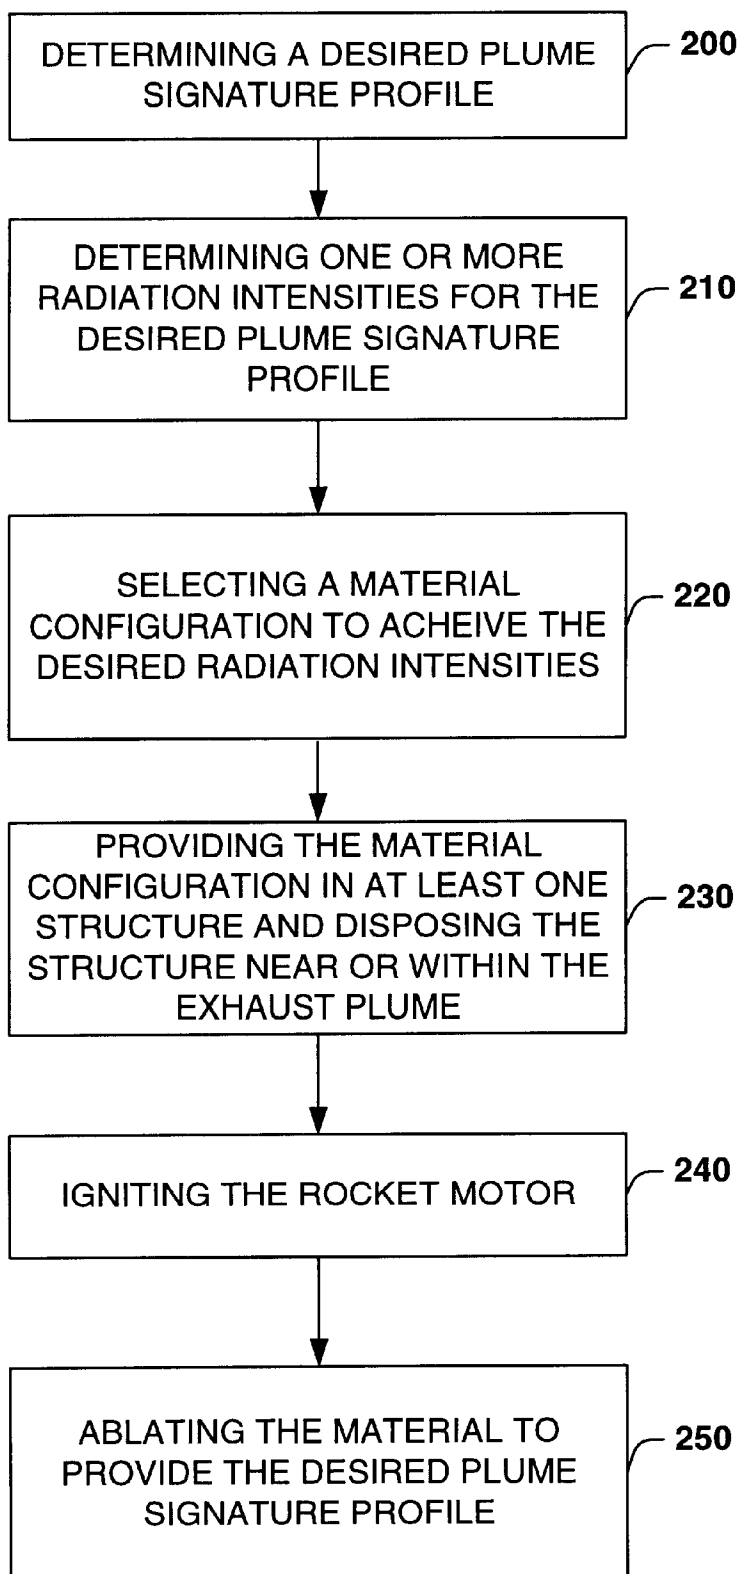 DETERMINING A DESIRED PLUME
SIGNATURE PROFILE
200
DETERMINING ONE OR MORE
RADIATION INTENSITIES FOR THE
DESIRED PLUME SIGNATURE
PROFILE
210
SELECTING A MATERIAL
CONFIGURATION TO ACHEIVE THE
DESIRED RADIATION INTENSITIES
220
PROVIDING THE MATERIAL
CONFIGURATION IN AT LEAST ONE
STRUCTURE AND DISPOSING THE
STRUCTURE NEAR OR WITHIN THE
EXHAUST PLUME
230
IGNITING THE ROCKET MOTOR
240
ABLATING THE MATERIAL TO
PROVIDE THE DESIRED PLUME
SIGNATURE PROFILE
250